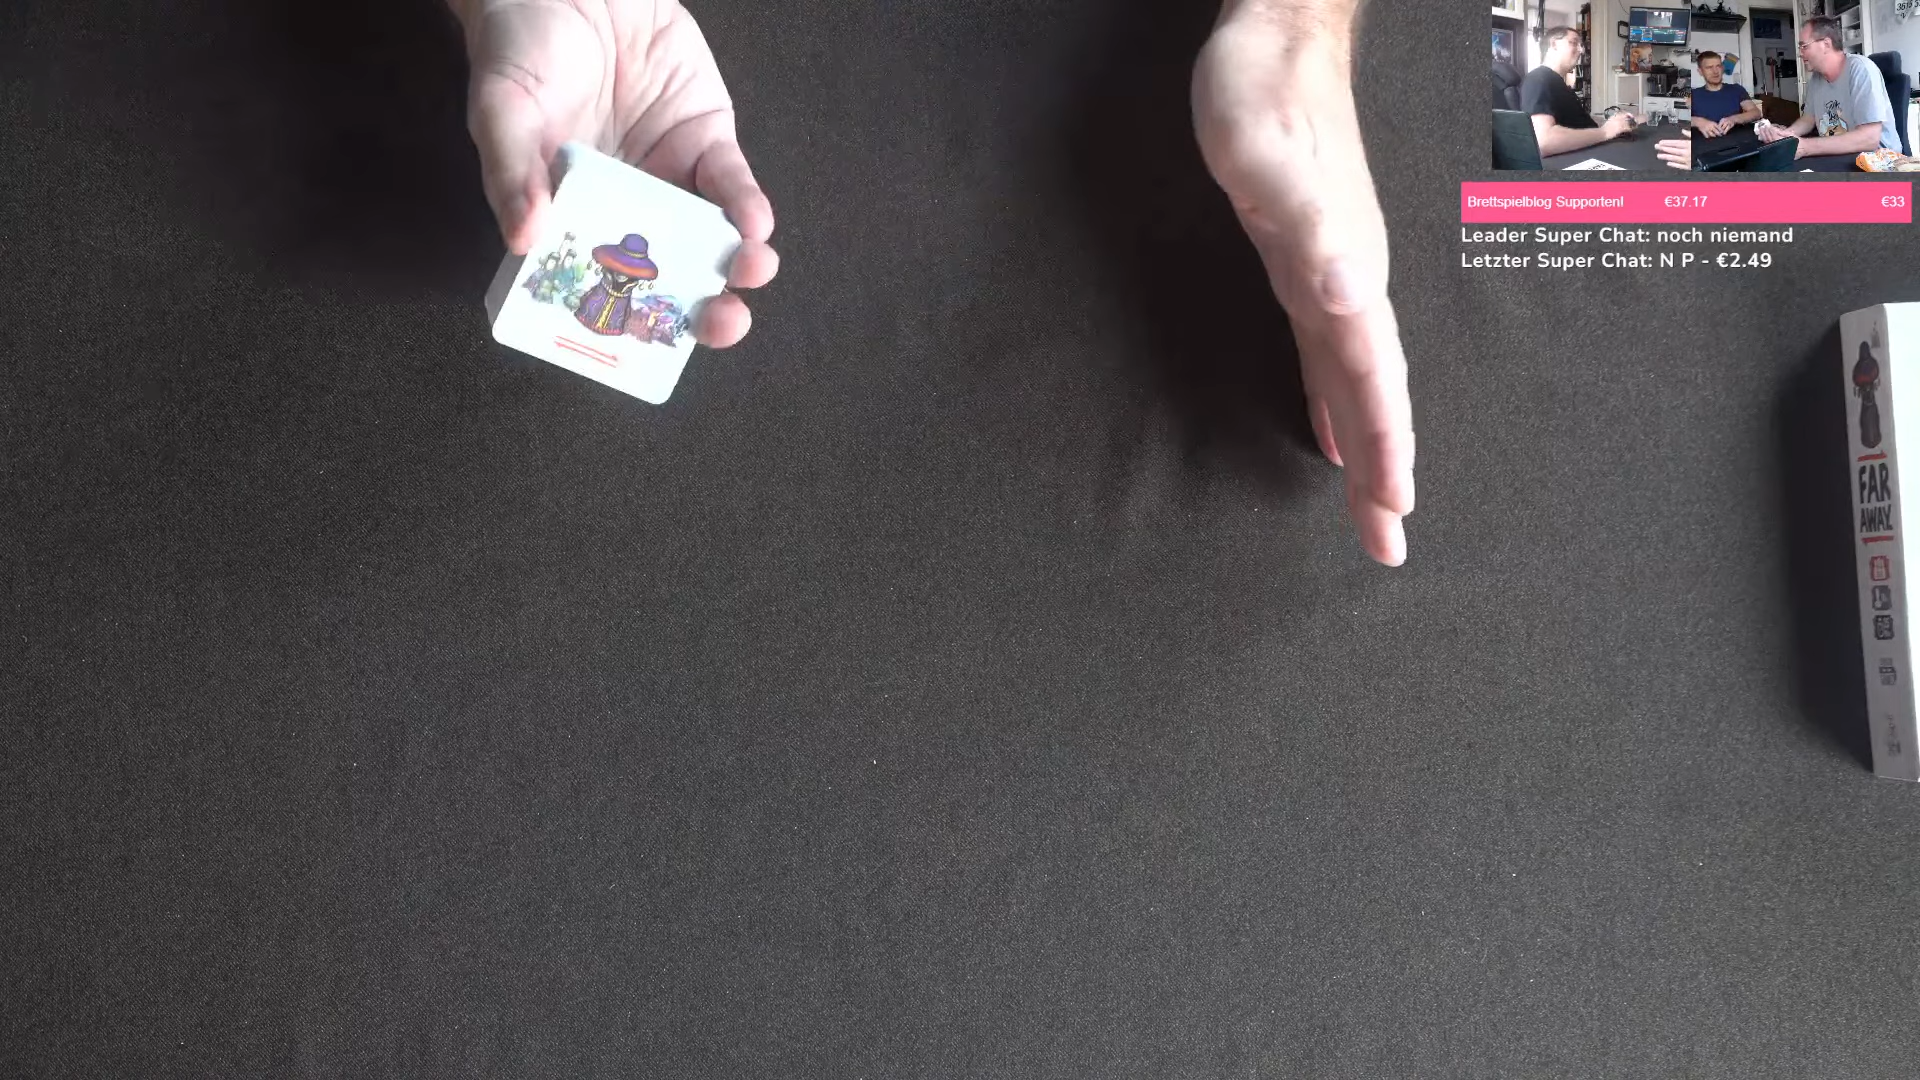 Brettspielblog Supporten! €37.17 €33
Leader Super Chat: noch niemand
Letzter Super Chat: N P - €2.49
FAR
AWAY